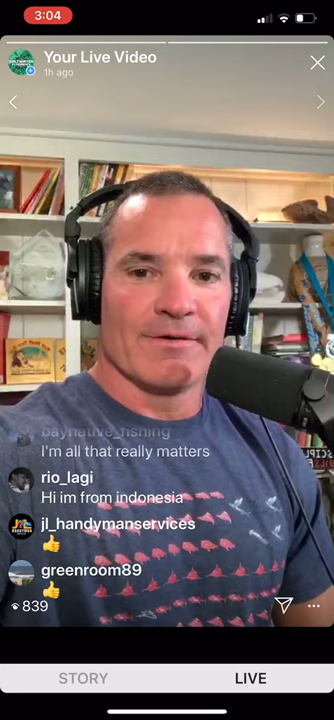 3:04
Your Live Video
1h ago
baynative_fishing
I'm all that really matters
rio_lagi
Hi im from indonesia
jl_handymanservices
👍
greenroom89
👍
839
STORY
LIVE